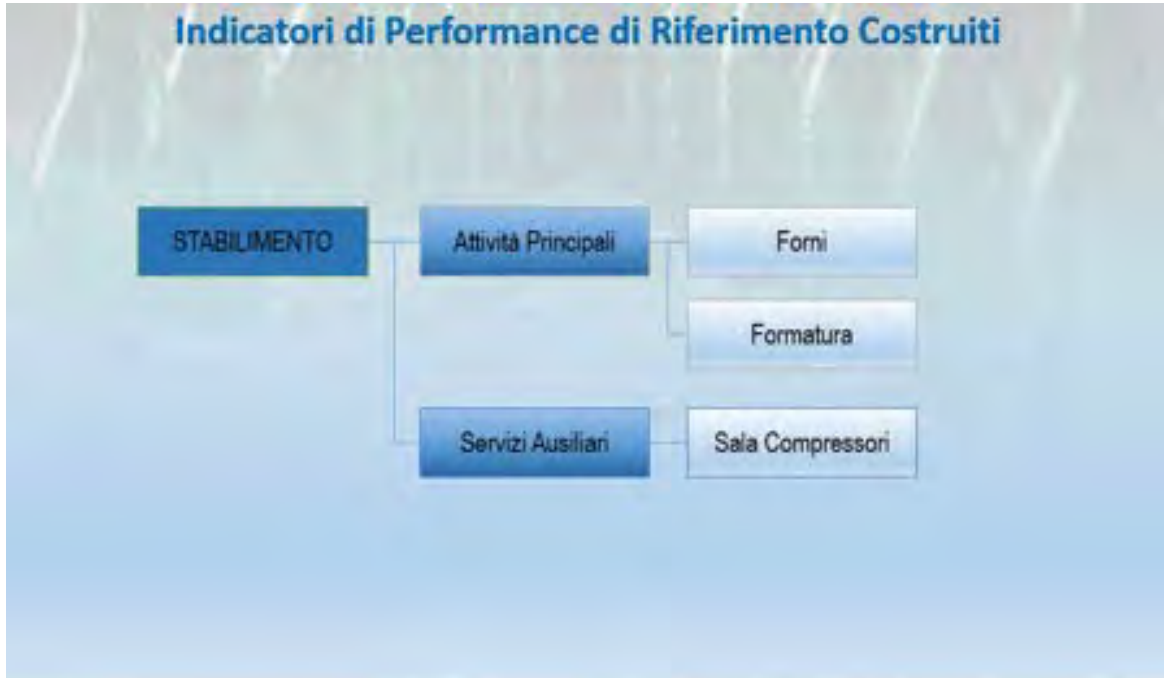 Indicatori di Performance di Riferimento Costruiti
STABILIMENTO
Attività Principali
Forni
Formatura
Servizi Ausiliari
Sala Compressori